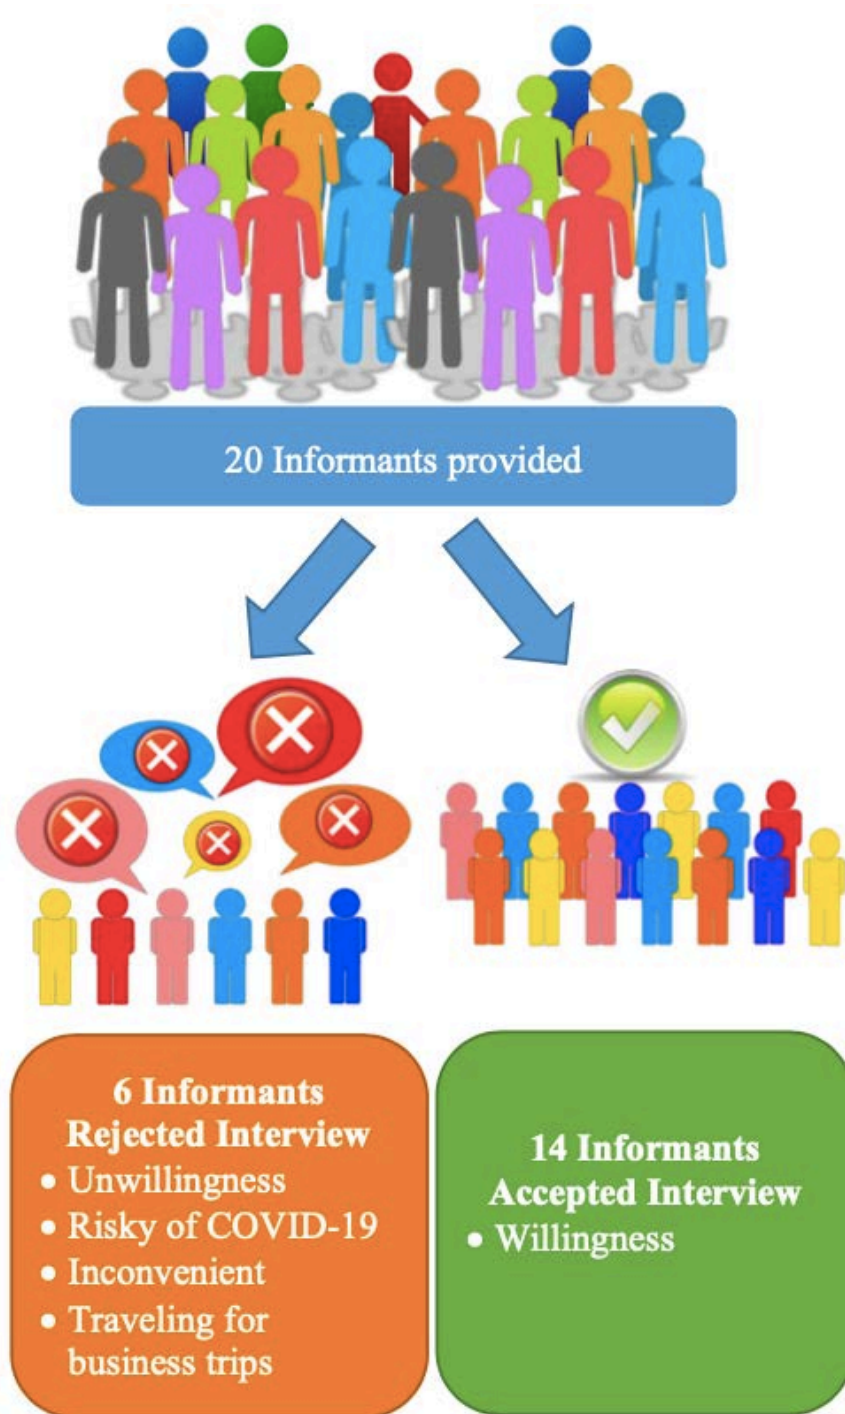 20 Informants provided
6 Informants
Rejected Interview
• Unwillingness
• Risky of COVID-19
• Inconvenient
• Traveling for
business trips
14 Informants
Accepted Interview
• Willingness